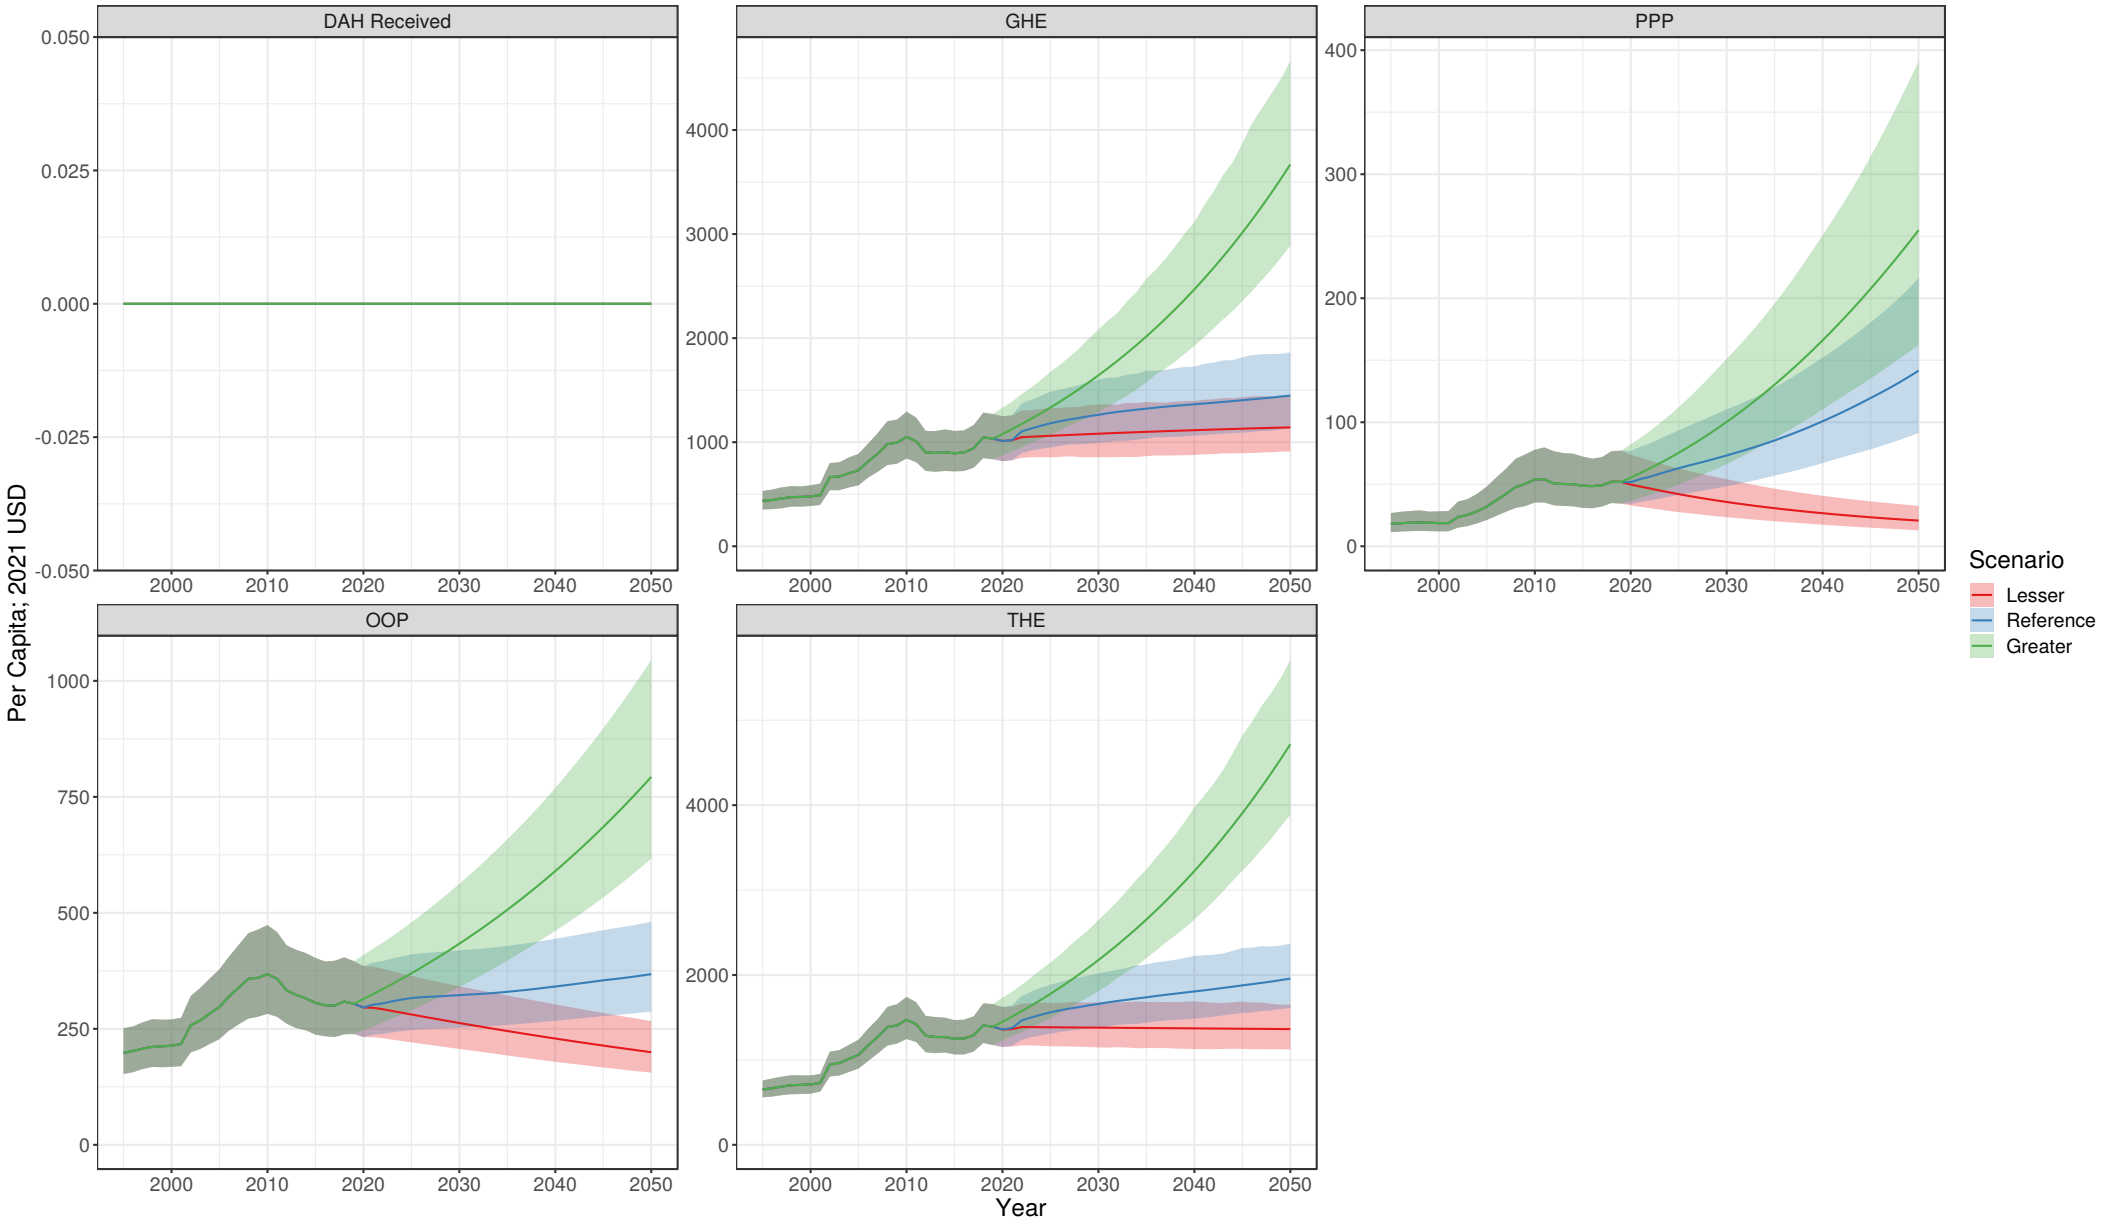 DAH Received
GHE
PPP
0.050
0.025
0.000
-0.025
-0.050
4000
3000
2000
1000
0
400
300
200
100
0
2000 2010 2020 2030 2040 2050
2000 2010 2020 2030 2040 2050
2000 2010 2020 2030 2040 2050
OOP
THE
1000
750
500
250
0
4000
2000
0
2000 2010 2020 2030 2040 2050
2000 2010 2020 2030 2040 2050
Year
Per Capita; 2021 USD
Scenario
Lesser
Reference
Greater